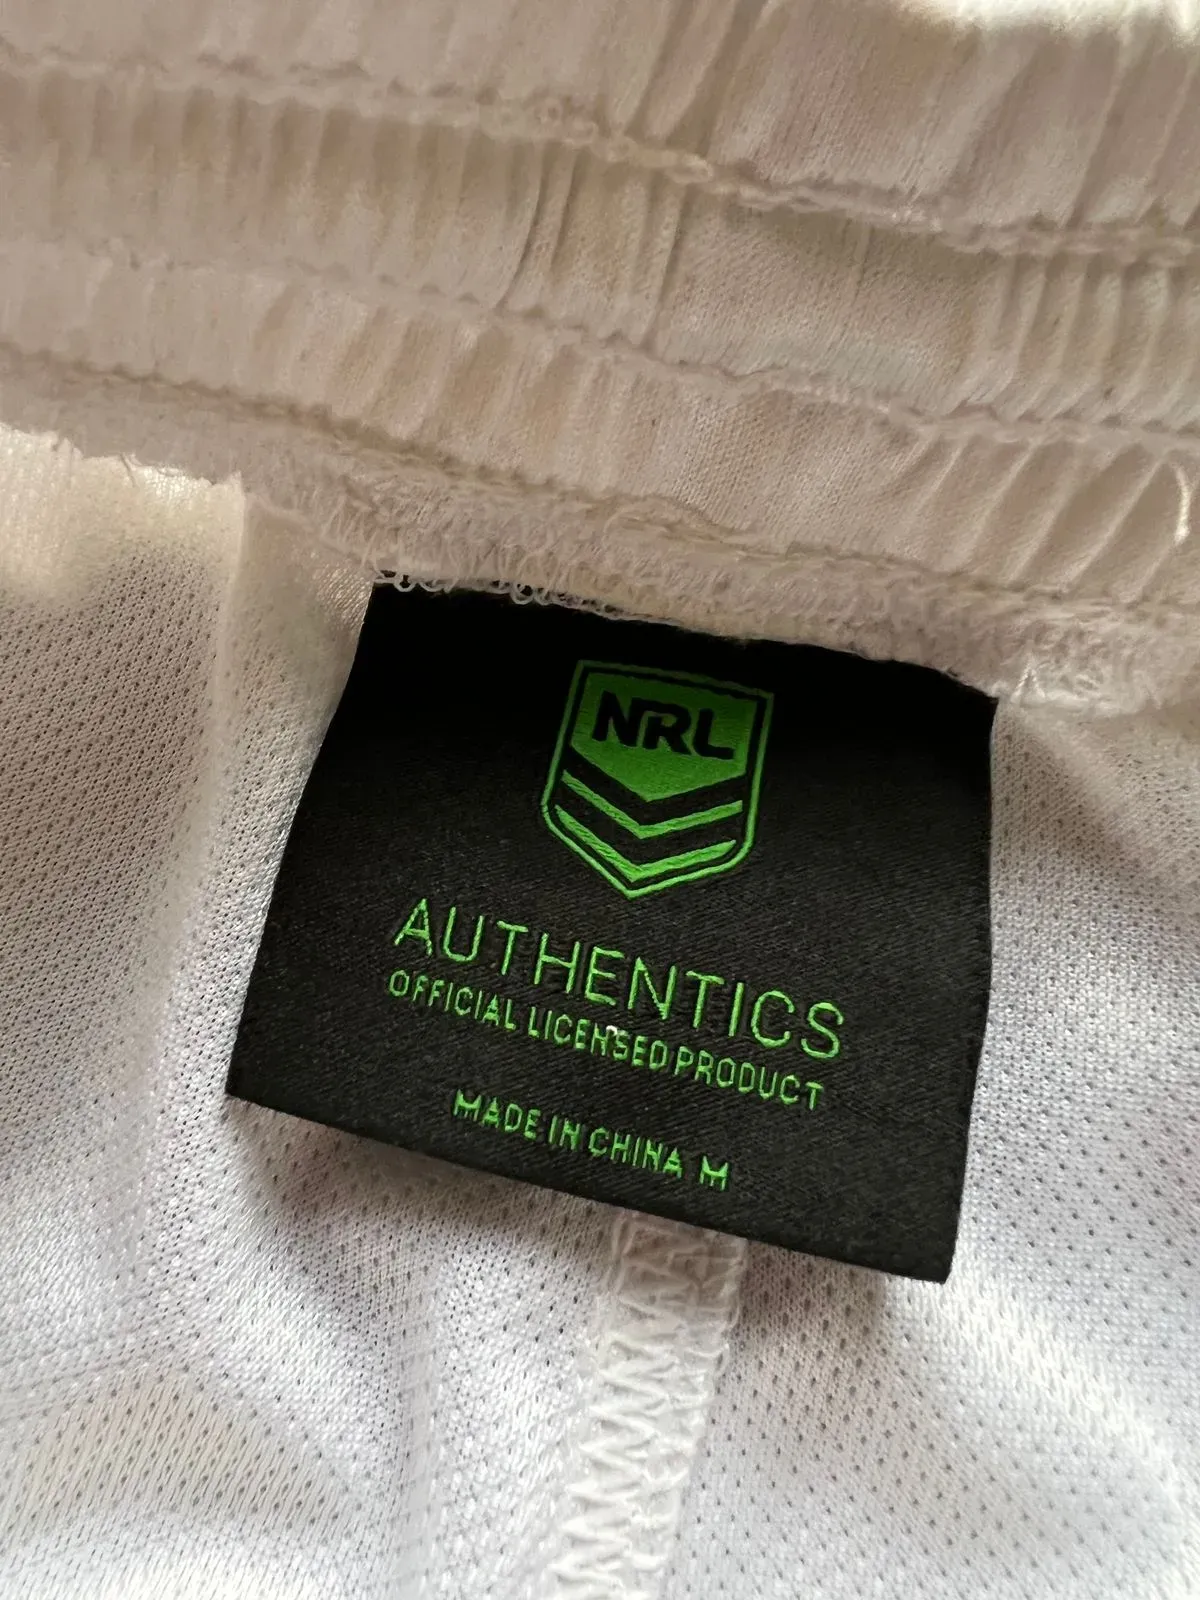 NRL
AUTHENTICS
OFFICIAL LICENSED PRODUCT
MADE IN CHINA M